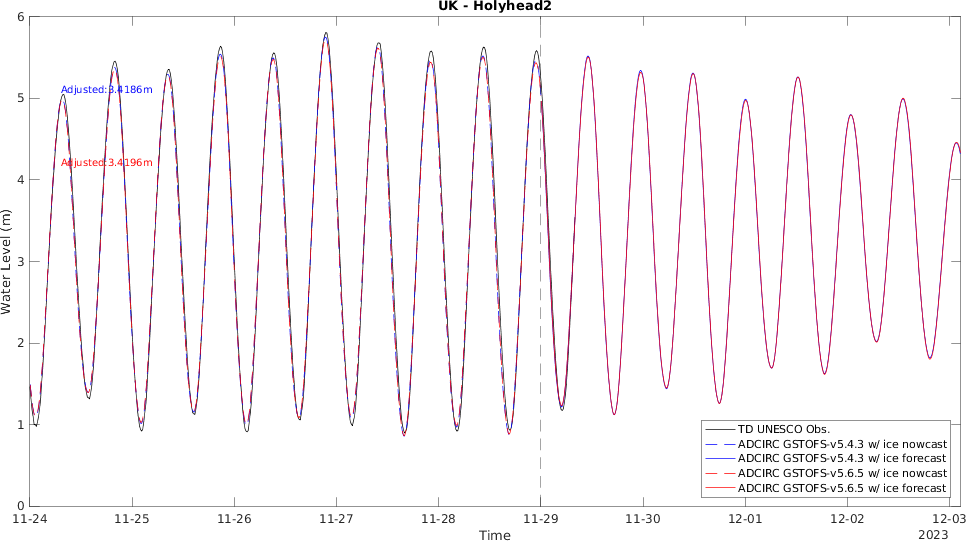 UK - Holyhead2
6
5
4
3
2
1
0
Water Level (m)
Adjusted:3.4186m
Adjusted:3.4196m
TD UNESCO Obs.
ADCIRC GSTOFS-v5.4.3 w/ ice nowcast
ADCIRC GSTOFS-v5.4.3 w/ ice forecast
ADCIRC GSTOFS-v5.6.5 w/ ice nowcast
ADCIRC GSTOFS-v5.6.5 w/ ice forecast
11-24 11-25 11-26 11-27 11-28 11-29 11-30 12-01 12-02 12-03
Time
2023